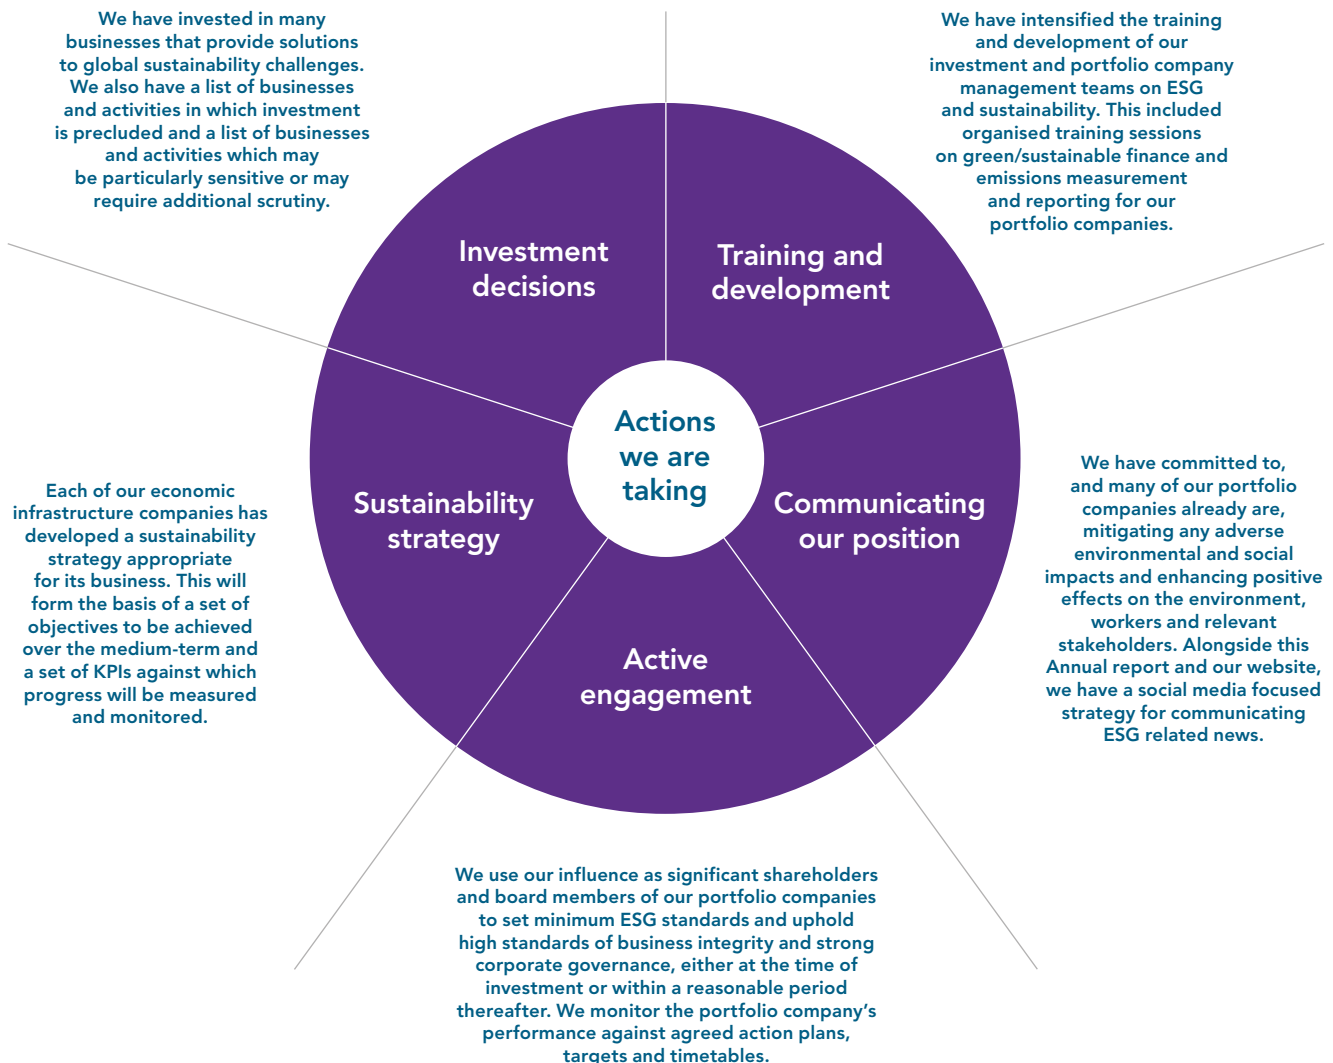 We have invested in many
businesses that provide solutions
to global sustainability challenges.
We also have a list of businesses
and activities in which investment
is precluded and a list of businesses
and activities which may
be particularly sensitive or may
require additional scrutiny.
We have intensified the training
and development of our
investment and portfolio company
management teams on ESG
and sustainability. This included
organised training sessions
on green/sustainable finance and
emissions measurement
and reporting for our
portfolio companies.
Investment
decisions
Training and
development
Actions
we are
taking
Sustainability
strategy
Communicating
our position
Active
engagement
Each of our economic
infrastructure companies has
developed a sustainability
strategy appropriate
for its business. This will
form the basis of a set of
objectives to be achieved
over the medium-term and
a set of KPIs against which
progress will be measured
and monitored.
We have committed to,
and many of our portfolio
companies already are,
mitigating any adverse
environmental and social
impacts and enhancing positive
effects on the environment,
workers and relevant
stakeholders. Alongside this
Annual report and our website,
we have a social media focused
strategy for communicating
ESG related news.
We use our influence as significant shareholders
and board members of our portfolio companies
to set minimum ESG standards and uphold
high standards of business integrity and strong
corporate governance, either at the time of
investment or within a reasonable period
thereafter. We monitor the portfolio company’s
performance against agreed action plans,
targets and timetables.